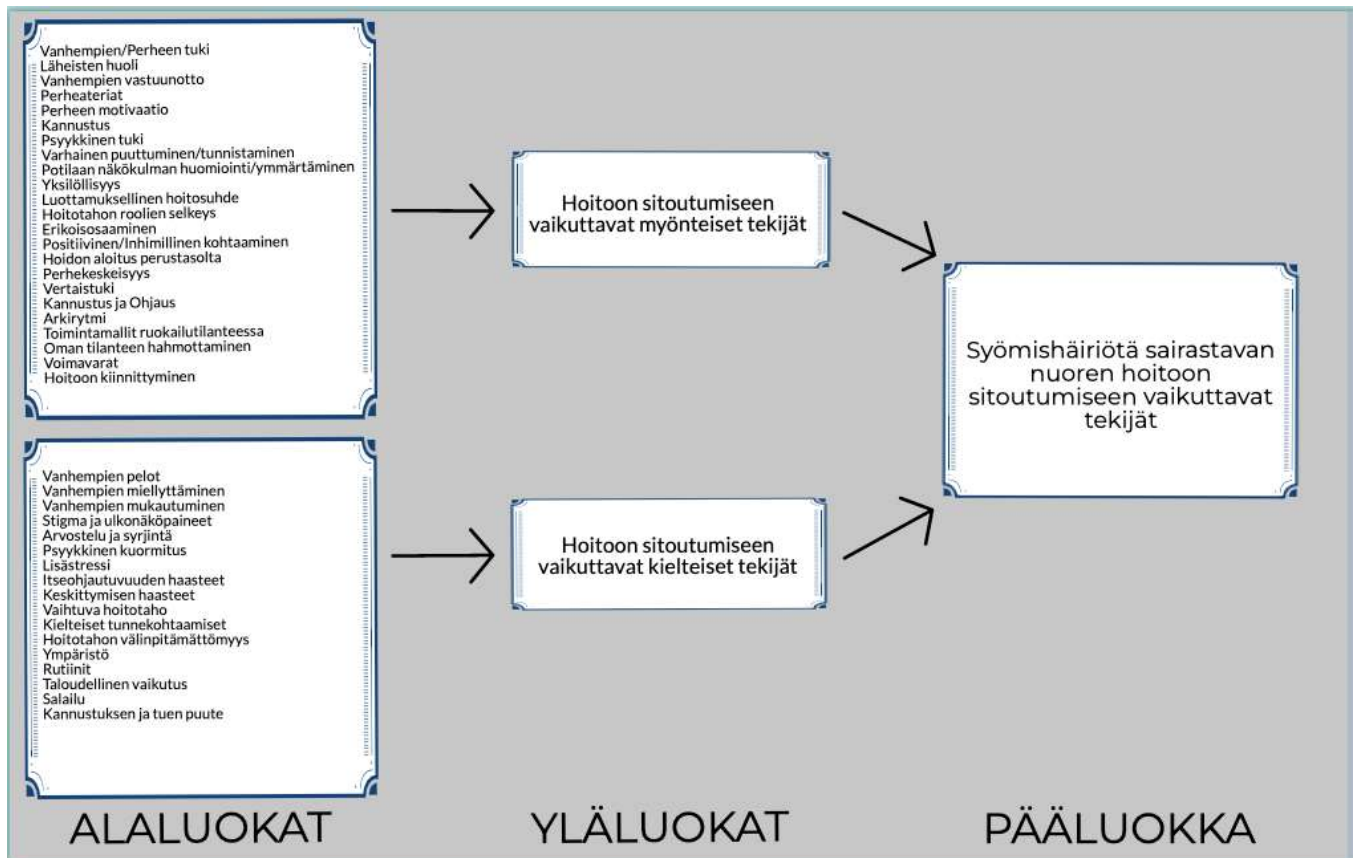 Vanhempien/Perheen tuki
Läheisten huoli
Vanhempien vastuunotto
Perheateriat
Perheen motivaatio
Kannustus
Psyykkinen tuki
Varhainen puuttuminen/tunnistaminen
Potilaan näkökulman huomiointi/ymmärtäminen
Yksilöllisyys
Luottamuksellinen hoitosuhde
Hoitotahon roolien selkeys
Erikoisosaaminen
Positiivinen/Inhimillinen kohtaaminen
Hoidon aloitus perustasolta
Perhekeskeisyys
Vertaistuki
Kannustus ja Ohjaus
Arkirytmi
Toimintamallit ruokailutilanteessa
Oman tilanteen hahmottaminen
Voimavarat
Hoitoon kiinnittyminen
Vanhempien pelot
Vanhempien miellyttäminen
Vanhempien mukautuminen
Stigma ja ulkonäköpaineet
Arvostelu ja syrjintä
Psyykkinen kuormitus
Lisästressi
Itseohjautuvuuden haasteet
Keskittymisen haasteet
Vaihtuva hoitotaho
Kielteiset tunnekohtaamiset
Hoitotahon välinpitämättömyys
Ympäristö
Rutiinit
Taloudellinen vaikutus
Salailu
Kannustuksen ja tuen puute
Hoitoon sitoutumiseen
vaikuttavat myönteiset tekijät
Hoitoon sitoutumiseen
vaikuttavat kielteiset tekijät
Syömishäiriötä sairastavan
nuoren hoitoon
sitoutumiseen vaikuttavat
tekijät
ALALUOKAT
YLÄLUOKAT
PÄÄLUOKKA